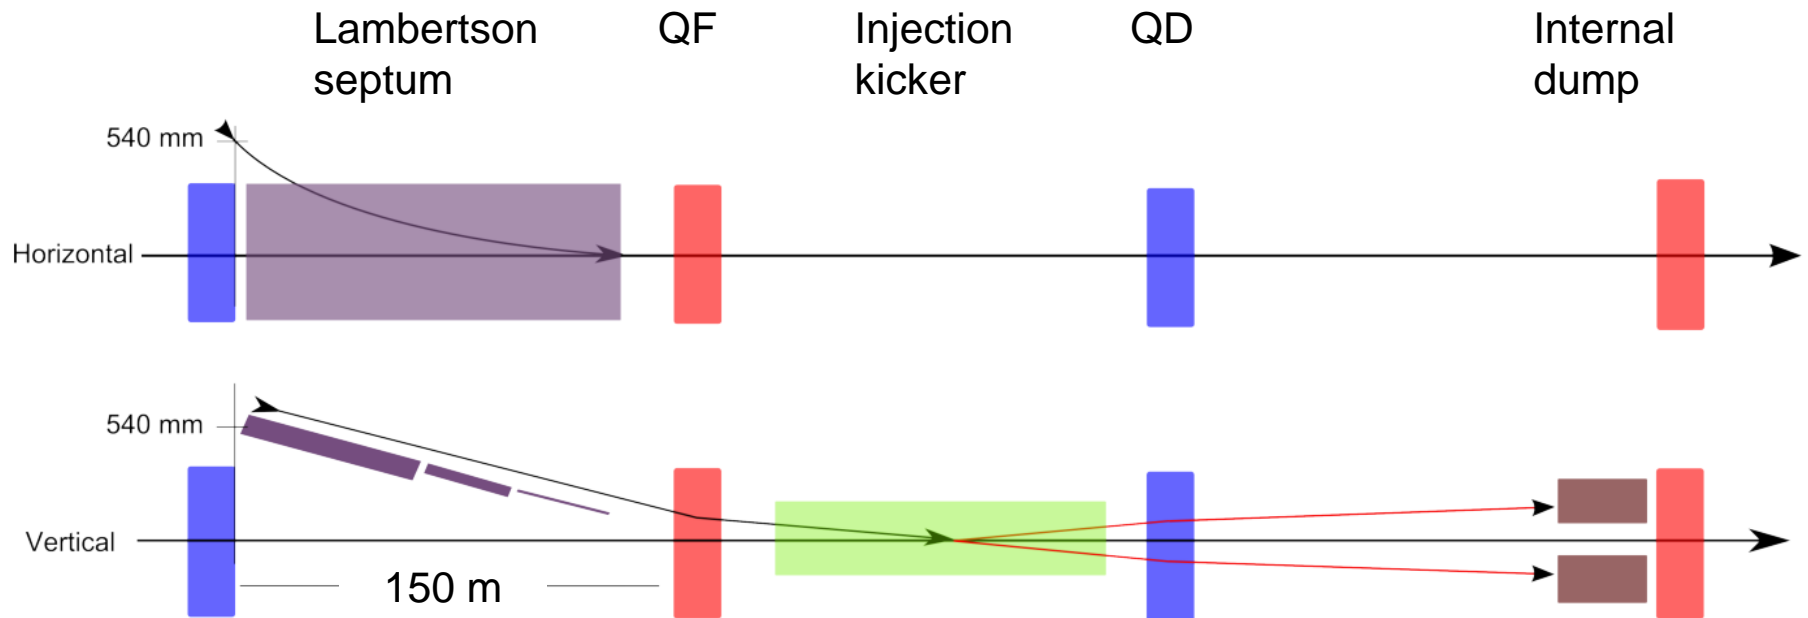 Lambertson septum
QF
Injection kicker
QD
Internal dump
540 mm
Horizontal
540 mm
Vertical
150 m